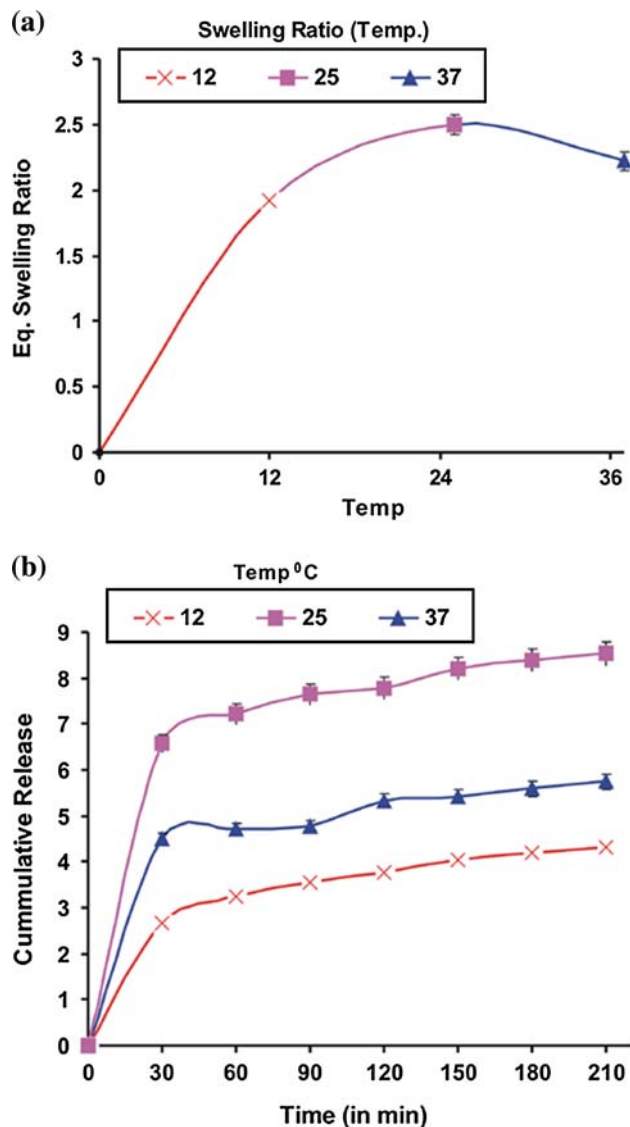 (a)
Swelling Ratio (Temp.)
12 25 37
3
2.5
2
1.5
1
0.5
0
Eq. Swelling Ratio
0 12 24 36
Temp
(b)
Temp ⁰C
12 25 37
9
8
7
6
5
4
3
2
1
0
Cummulative Release
0 30 60 90 120 150 180 210
Time (in min)